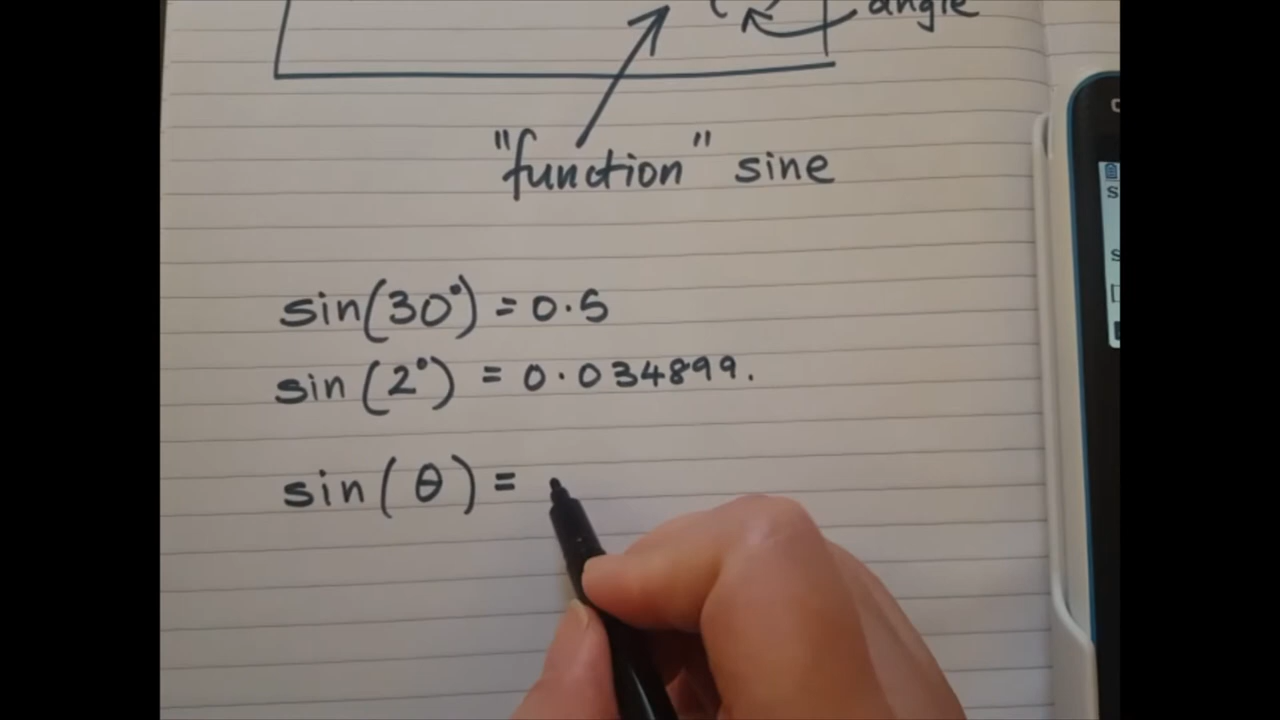 angle
"function" sine
sin(30°) = 0.5
sin(2°) = 0.034899.
sin(θ) =